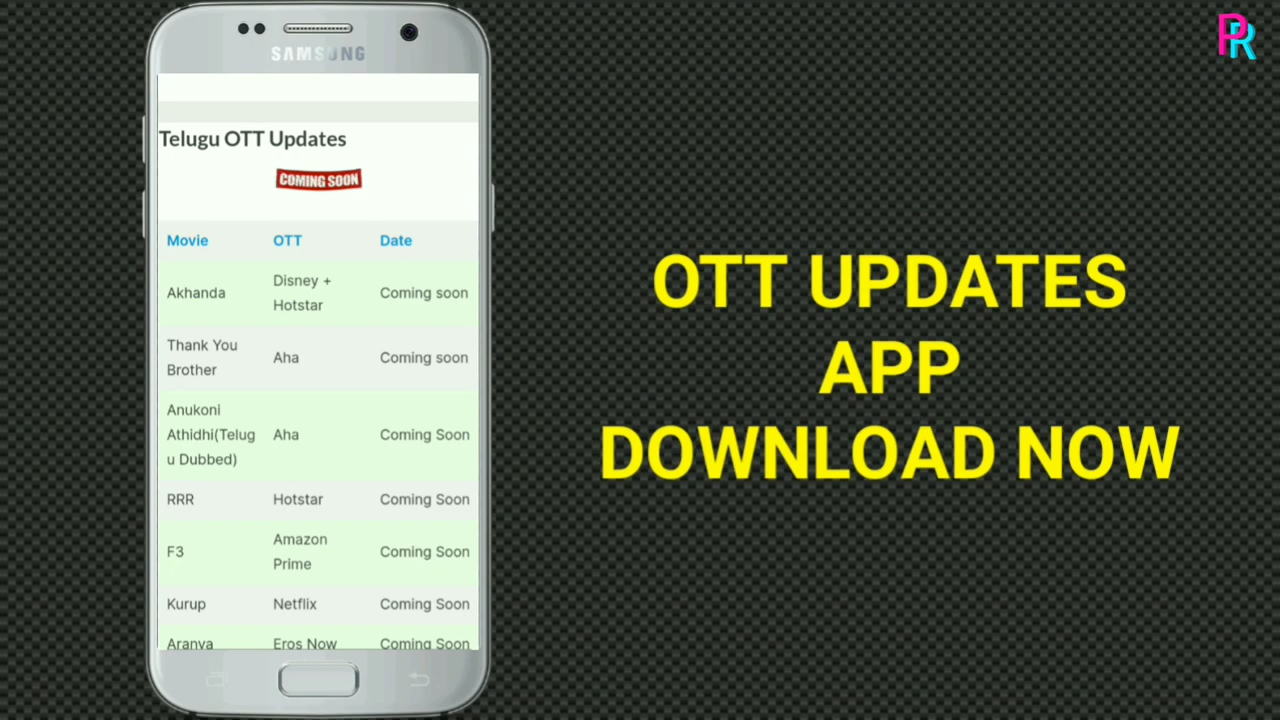 SAMSUNG
Telugu OTT Updates
COMING SOON
Movie OTT Date
Akhanda Disney + Hotstar Coming soon
Thank You Brother Aha Coming soon
Anukoni Athidhi(Telugu Dubbed) Aha Coming Soon
RRR Hotstar Coming Soon
F3 Amazon Prime Coming Soon
Kurup Netflix Coming Soon
Aranya Eros Now Coming Soon
PR
OTT UPDATES
APP
DOWNLOAD NOW